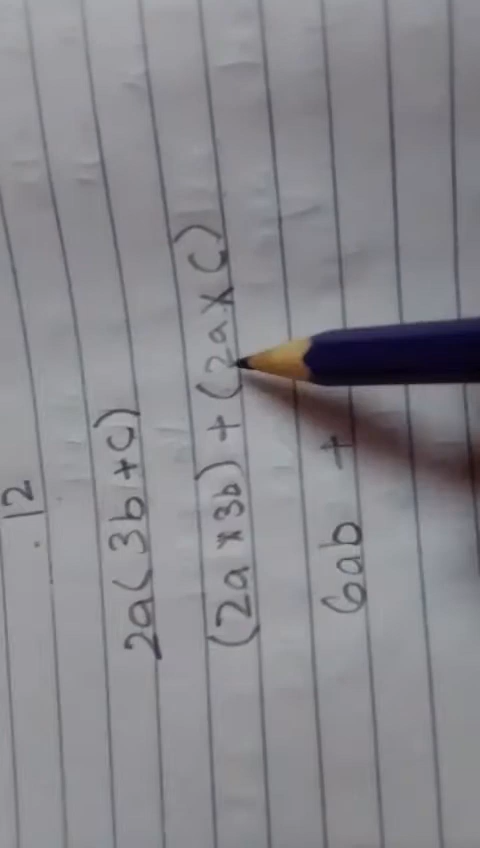 .12
2a(3b+c)
(2a x 3b) + (2a x c)
6ab +